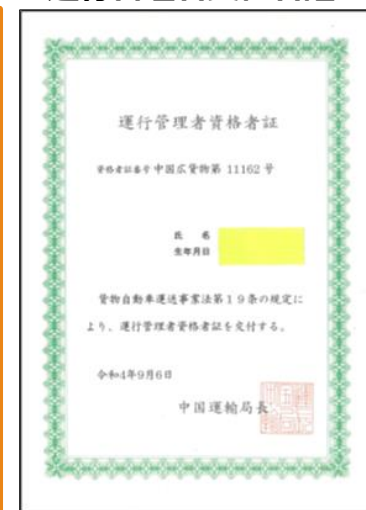 運行管理者資格者証
資格者証番号 中国広貨物第 11162 号
氏 名
生年月日
貨物自動車運送事業法第19条の規定に
より、運行管理者資格者証を交付する。
令和4年9月6日
中国運輸局長